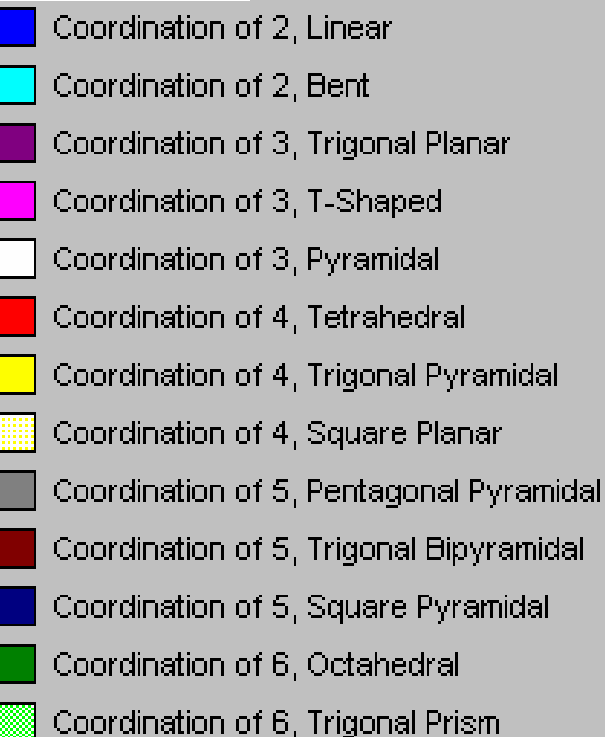 Coordination of 2, Linear
Coordination of 2, Bent
Coordination of 3, Trigonal Planar
Coordination of 3, T-Shaped
Coordination of 3, Pyramidal
Coordination of 4, Tetrahedral
Coordination of 4, Trigonal Pyramidal
Coordination of 4, Square Planar
Coordination of 5, Pentagonal Pyramidal
Coordination of 5, Trigonal Bipyramidal
Coordination of 5, Square Pyramidal
Coordination of 6, Octahedral
Coordination of 6, Trigonal Prism